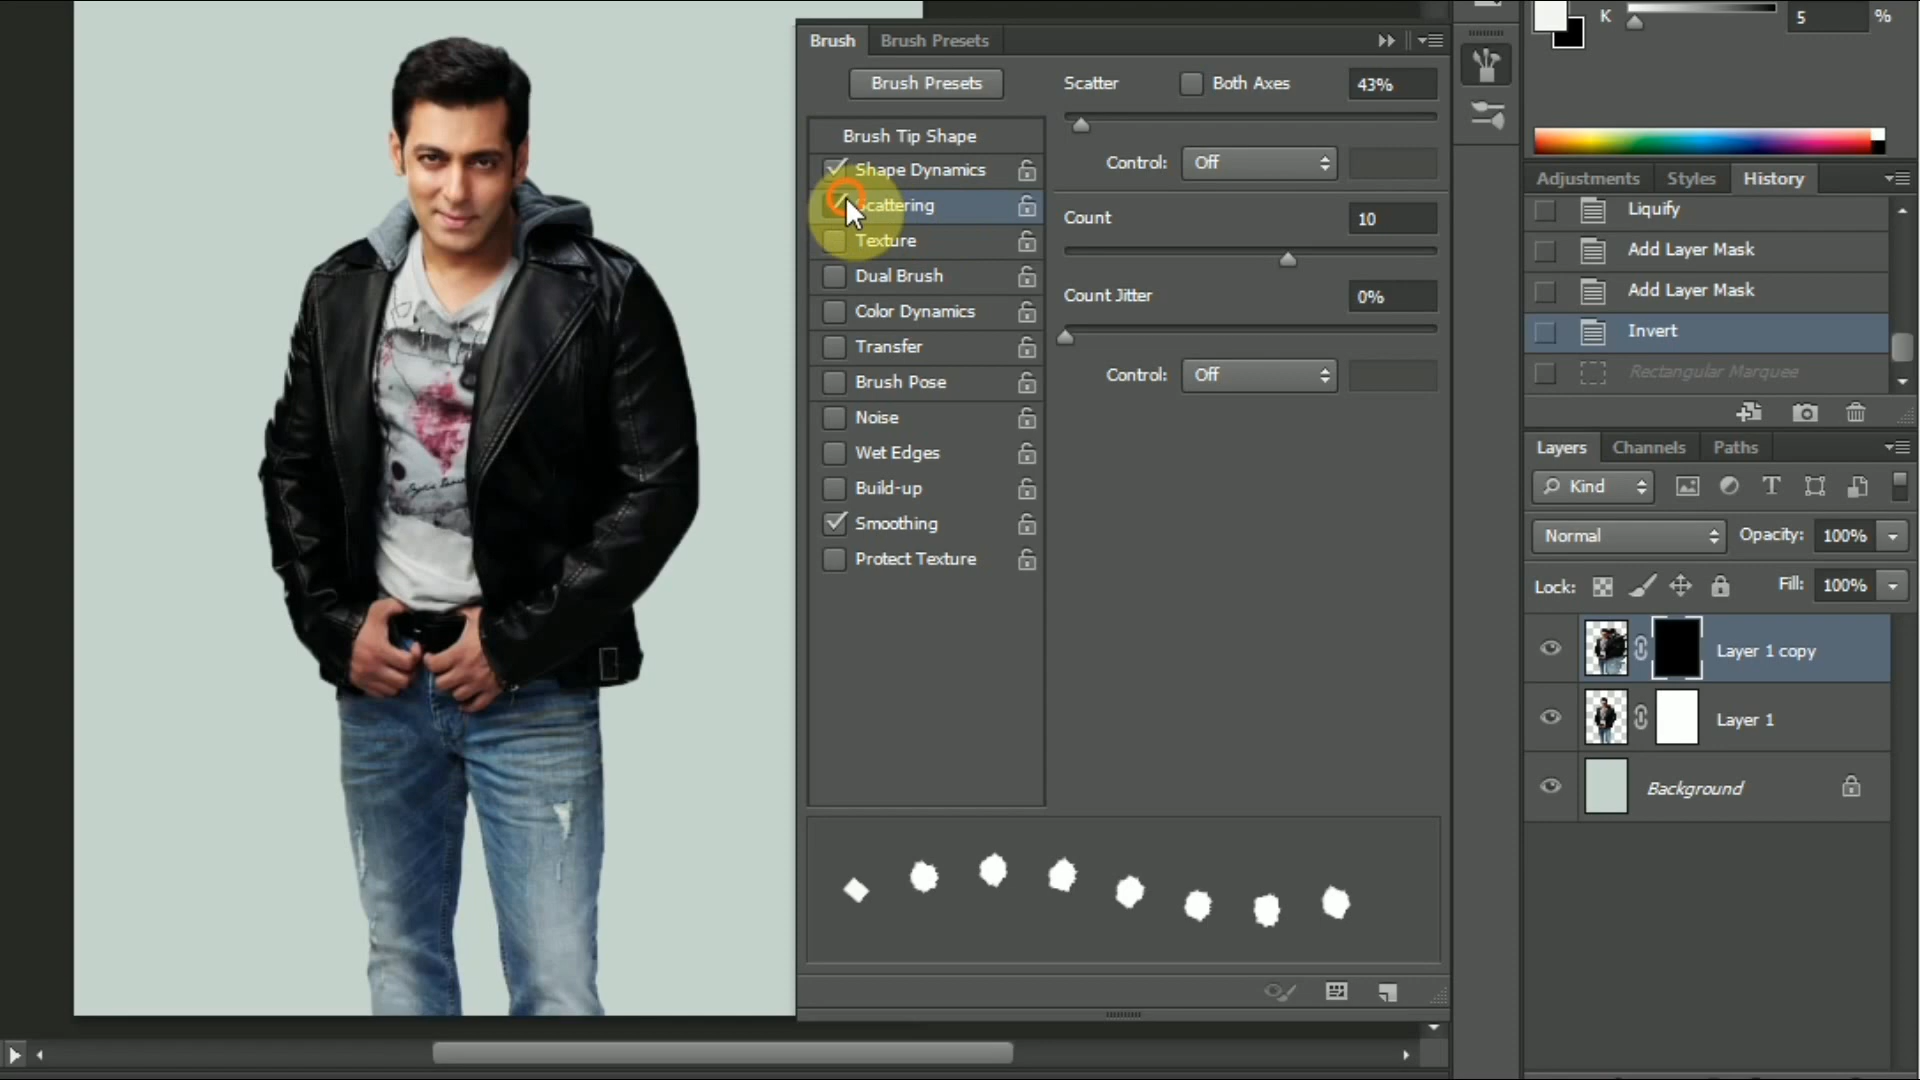 K
5
%
Brush
Brush Presets
Brush Presets
Brush Tip Shape
Shape Dynamics
Scattering
Texture
Dual Brush
Color Dynamics
Transfer
Brush Pose
Noise
Wet Edges
Build-up
Smoothing
Protect Texture
Scatter
Both Axes
43%
Control:
Off
Count
10
Count Jitter
0%
Control:
Off
Adjustments
Styles
History
Liquify
Add Layer Mask
Add Layer Mask
Invert
Rectangular Marquee
Layers
Channels
Paths
Kind
Normal
Opacity:
100%
Lock:
Fill:
100%
Layer 1 copy
Layer 1
Background